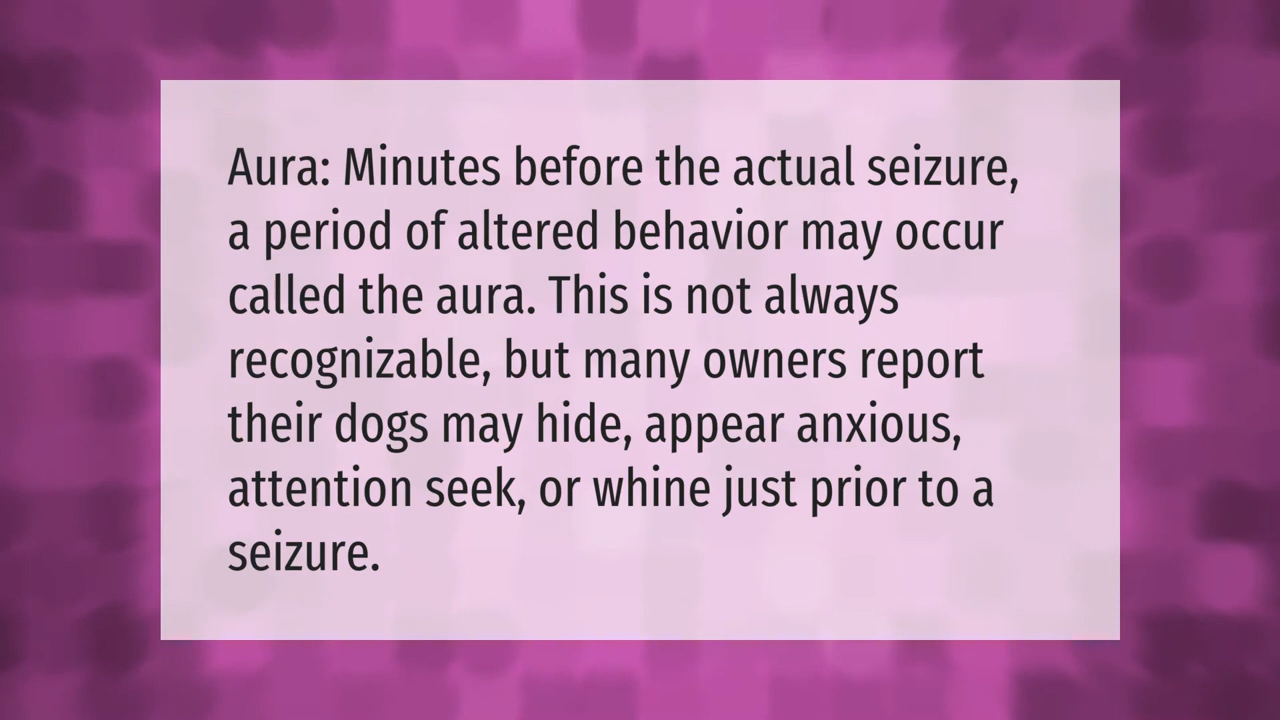 Aura: Minutes before the actual seizure,
a period of altered behavior may occur
called the aura. This is not always
recognizable, but many owners report
their dogs may hide, appear anxious,
attention seek, or whine just prior to a
seizure.